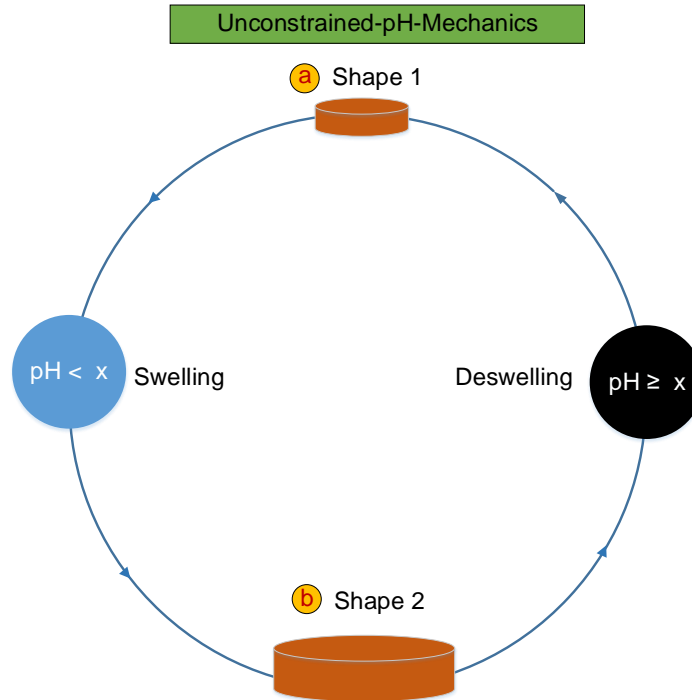 Unconstrained-pH-Mechanics
a Shape 1
pH < x Swelling
Deswelling pH ≥ x
b Shape 2